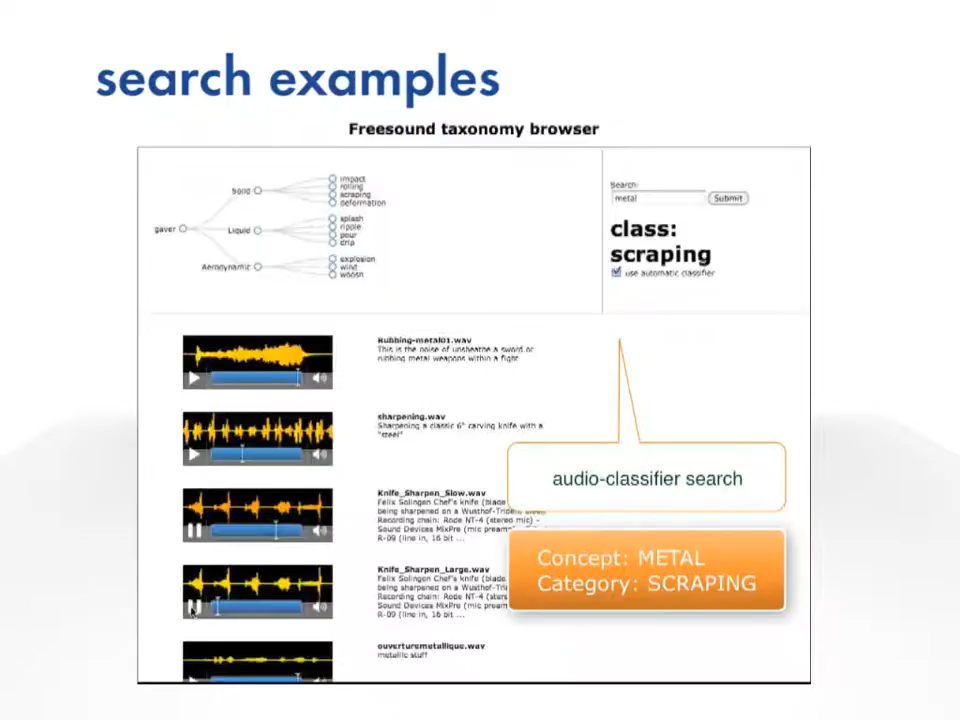 search examples
Freesound taxonomy browser
gaver
Solid
impact
rolling
scraping
deformation
Liquid
splash
ripple
pour
drip
Aerodynamic
explosion
wind
woosh
Search:
metal
Submit
class:
scraping
use automatic classifier
Rubbing-metal01.wav
This is the noise of unsheathe a sword or
rubbing metal weapons within a fight
sharpening.wav
Sharpening a classic 6" carving knife with a
"steel"
Knife_Sharpen_Slow.wav
Felix Solingen Chef's knife (blade
being sharpened on a Wusthof-Trident steel.
Recording chain: Rode NT-4 (stereo mic) -
Sound Devices MixPre (mic pream
R-09 (line in, 16 bit ...
Knife_Sharpen_Large.wav
Felix Solingen Chef's knife (blade
being sharpened on a Wusthof-Trid
Recording chain: Rode NT-4 (stere
Sound Devices MixPre (mic pream
R-09 (line in, 16 bit ...
ouverturemetallique.wav
metallic stuff
audio-classifier search
Concept: METAL
Category: SCRAPING